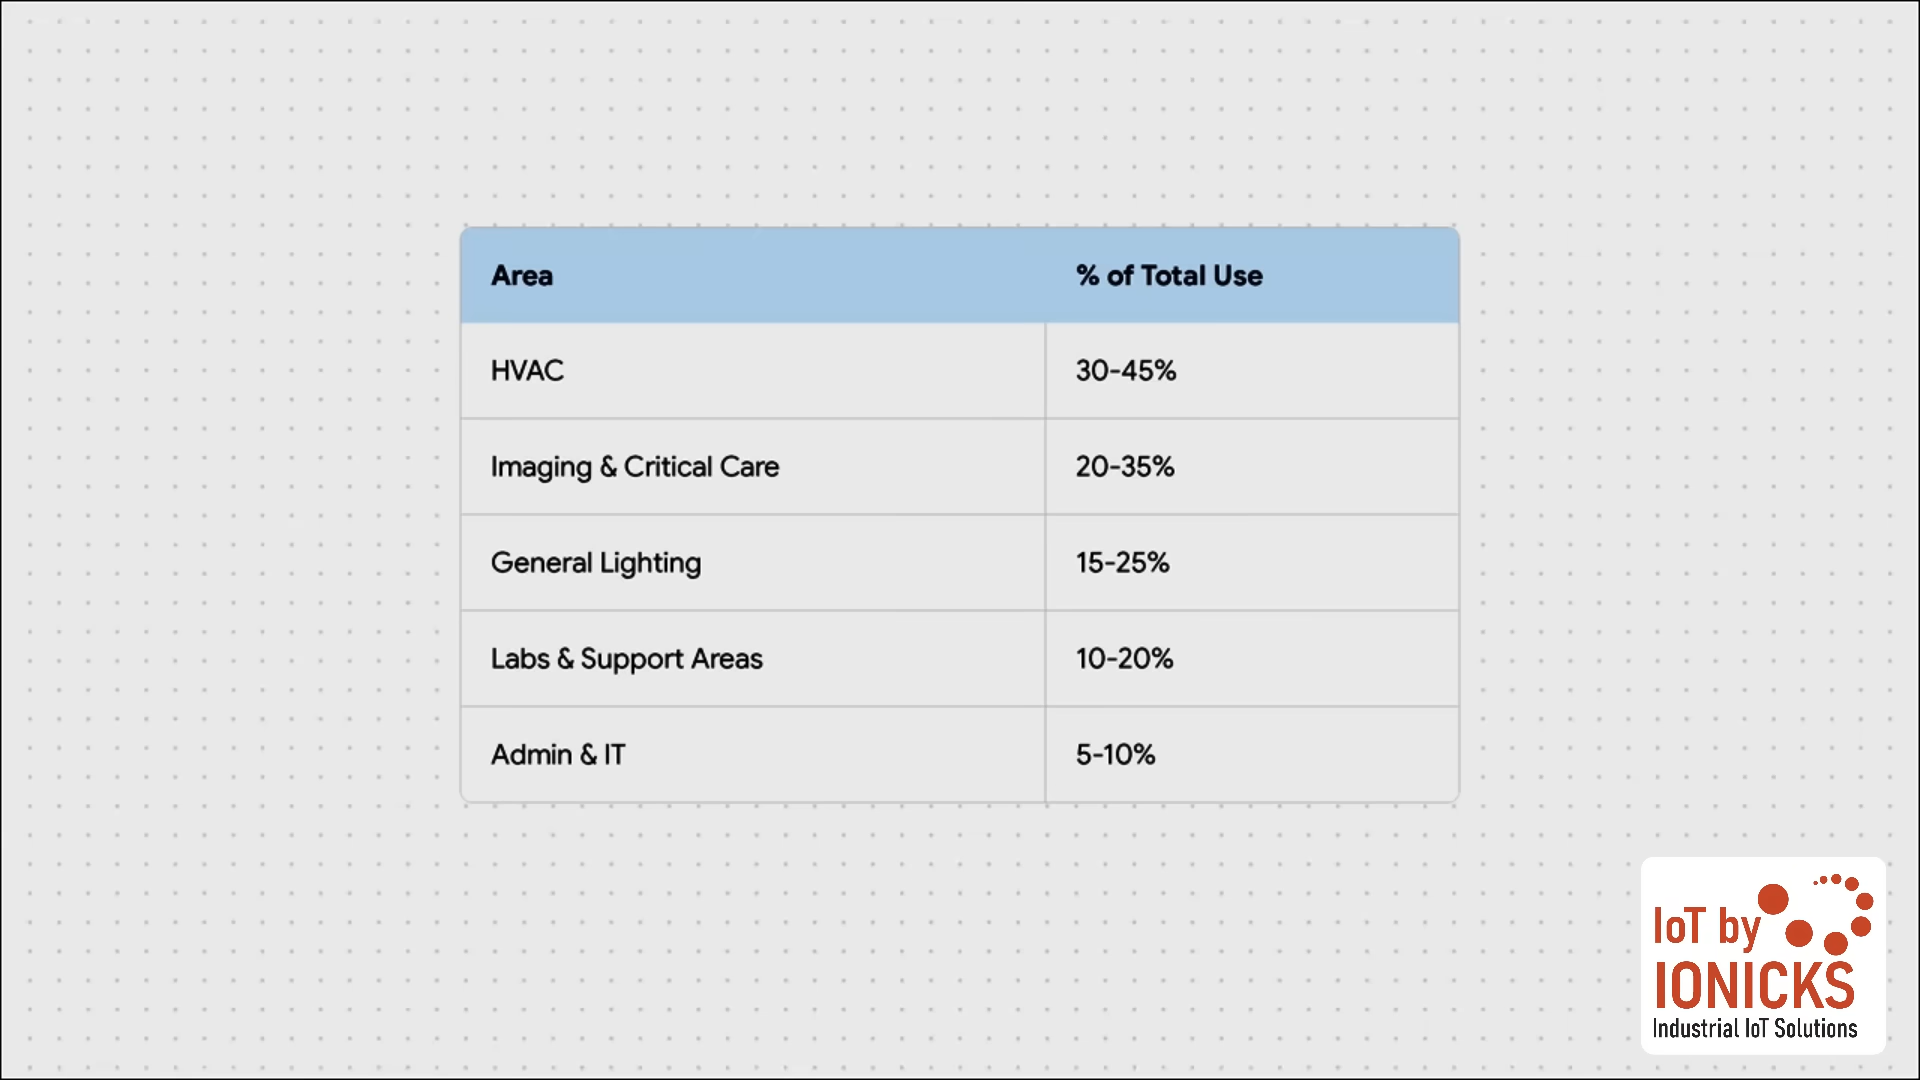 Area % of Total Use
HVAC 30-45%
Imaging & Critical Care 20-35%
General Lighting 15-25%
Labs & Support Areas 10-20%
Admin & IT 5-10%
IoT by
IONICKS
Industrial IoT Solutions